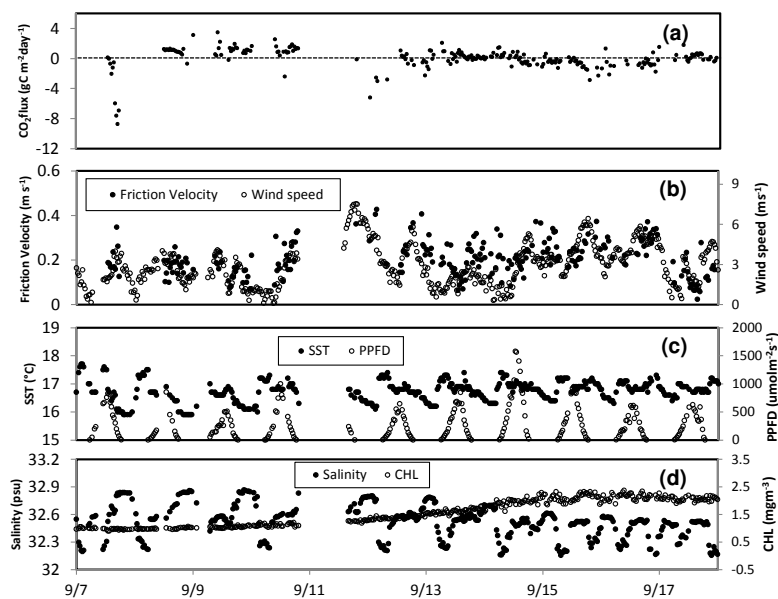 (a)
4
0
-4
-8
-12
CO2flux (gC m-2day-1)
(b)
Friction Velocity Wind speed
0.6
0.4
0.2
0
Friction Velocity (m s-1)
9
6
3
0
Wind speed (ms-1)
(c)
SST PPFD
19
18
17
16
15
SST (°C)
2000
1500
1000
500
0
PPFD (umolm-2s-1)
(d)
Salinity CHL
33.2
32.9
32.6
32.3
32
Salinity (psu)
3.5
2.5
1.5
0.5
-0.5
CHL (mgm-3)
9/7 9/9 9/11 9/13 9/15 9/17